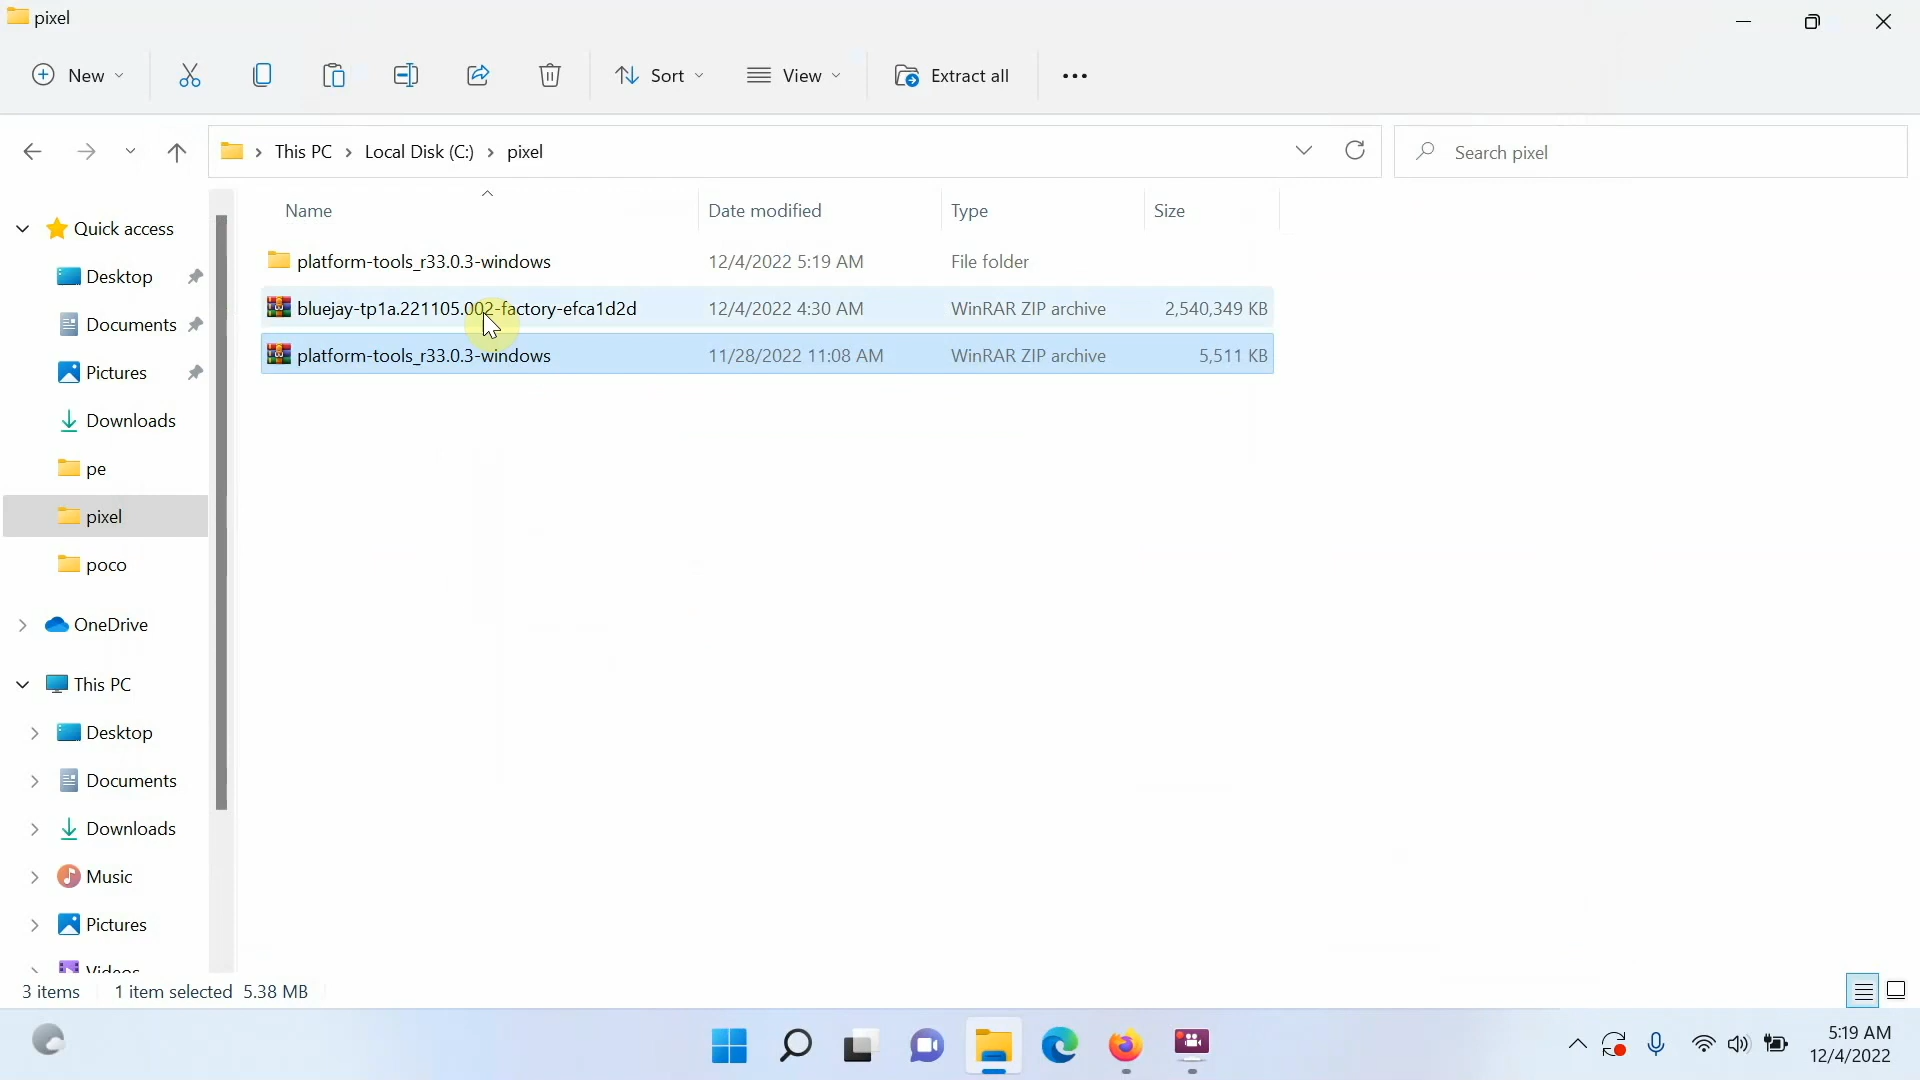 pixel
New
Sort
View
Extract all
This PC
Local Disk (C:)
pixel
Search pixel
Name
Date modified
Type
Size
platform-tools_r33.0.3-windows
12/4/2022 5:19 AM
File folder
bluejay-tp1a.221105.002-factory-efca1d2d
12/4/2022 4:30 AM
WinRAR ZIP archive
2,540,349 KB
platform-tools_r33.0.3-windows
11/28/2022 11:08 AM
WinRAR ZIP archive
5,511 KB
Quick access
Desktop
Documents
Pictures
Downloads
pe
pixel
poco
OneDrive
This PC
Desktop
Documents
Downloads
Music
Pictures
Videos
3 items
1 item selected 5.38 MB
5:19 AM
12/4/2022